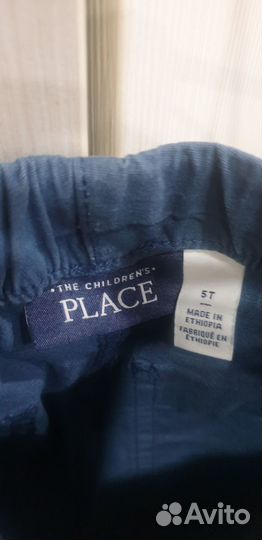 • THE CHILDREN'S •
PLACE
5T
MADE IN
ETHIOPIA
FABRIQUÉ EN
ÉTHIOPIE
Avito